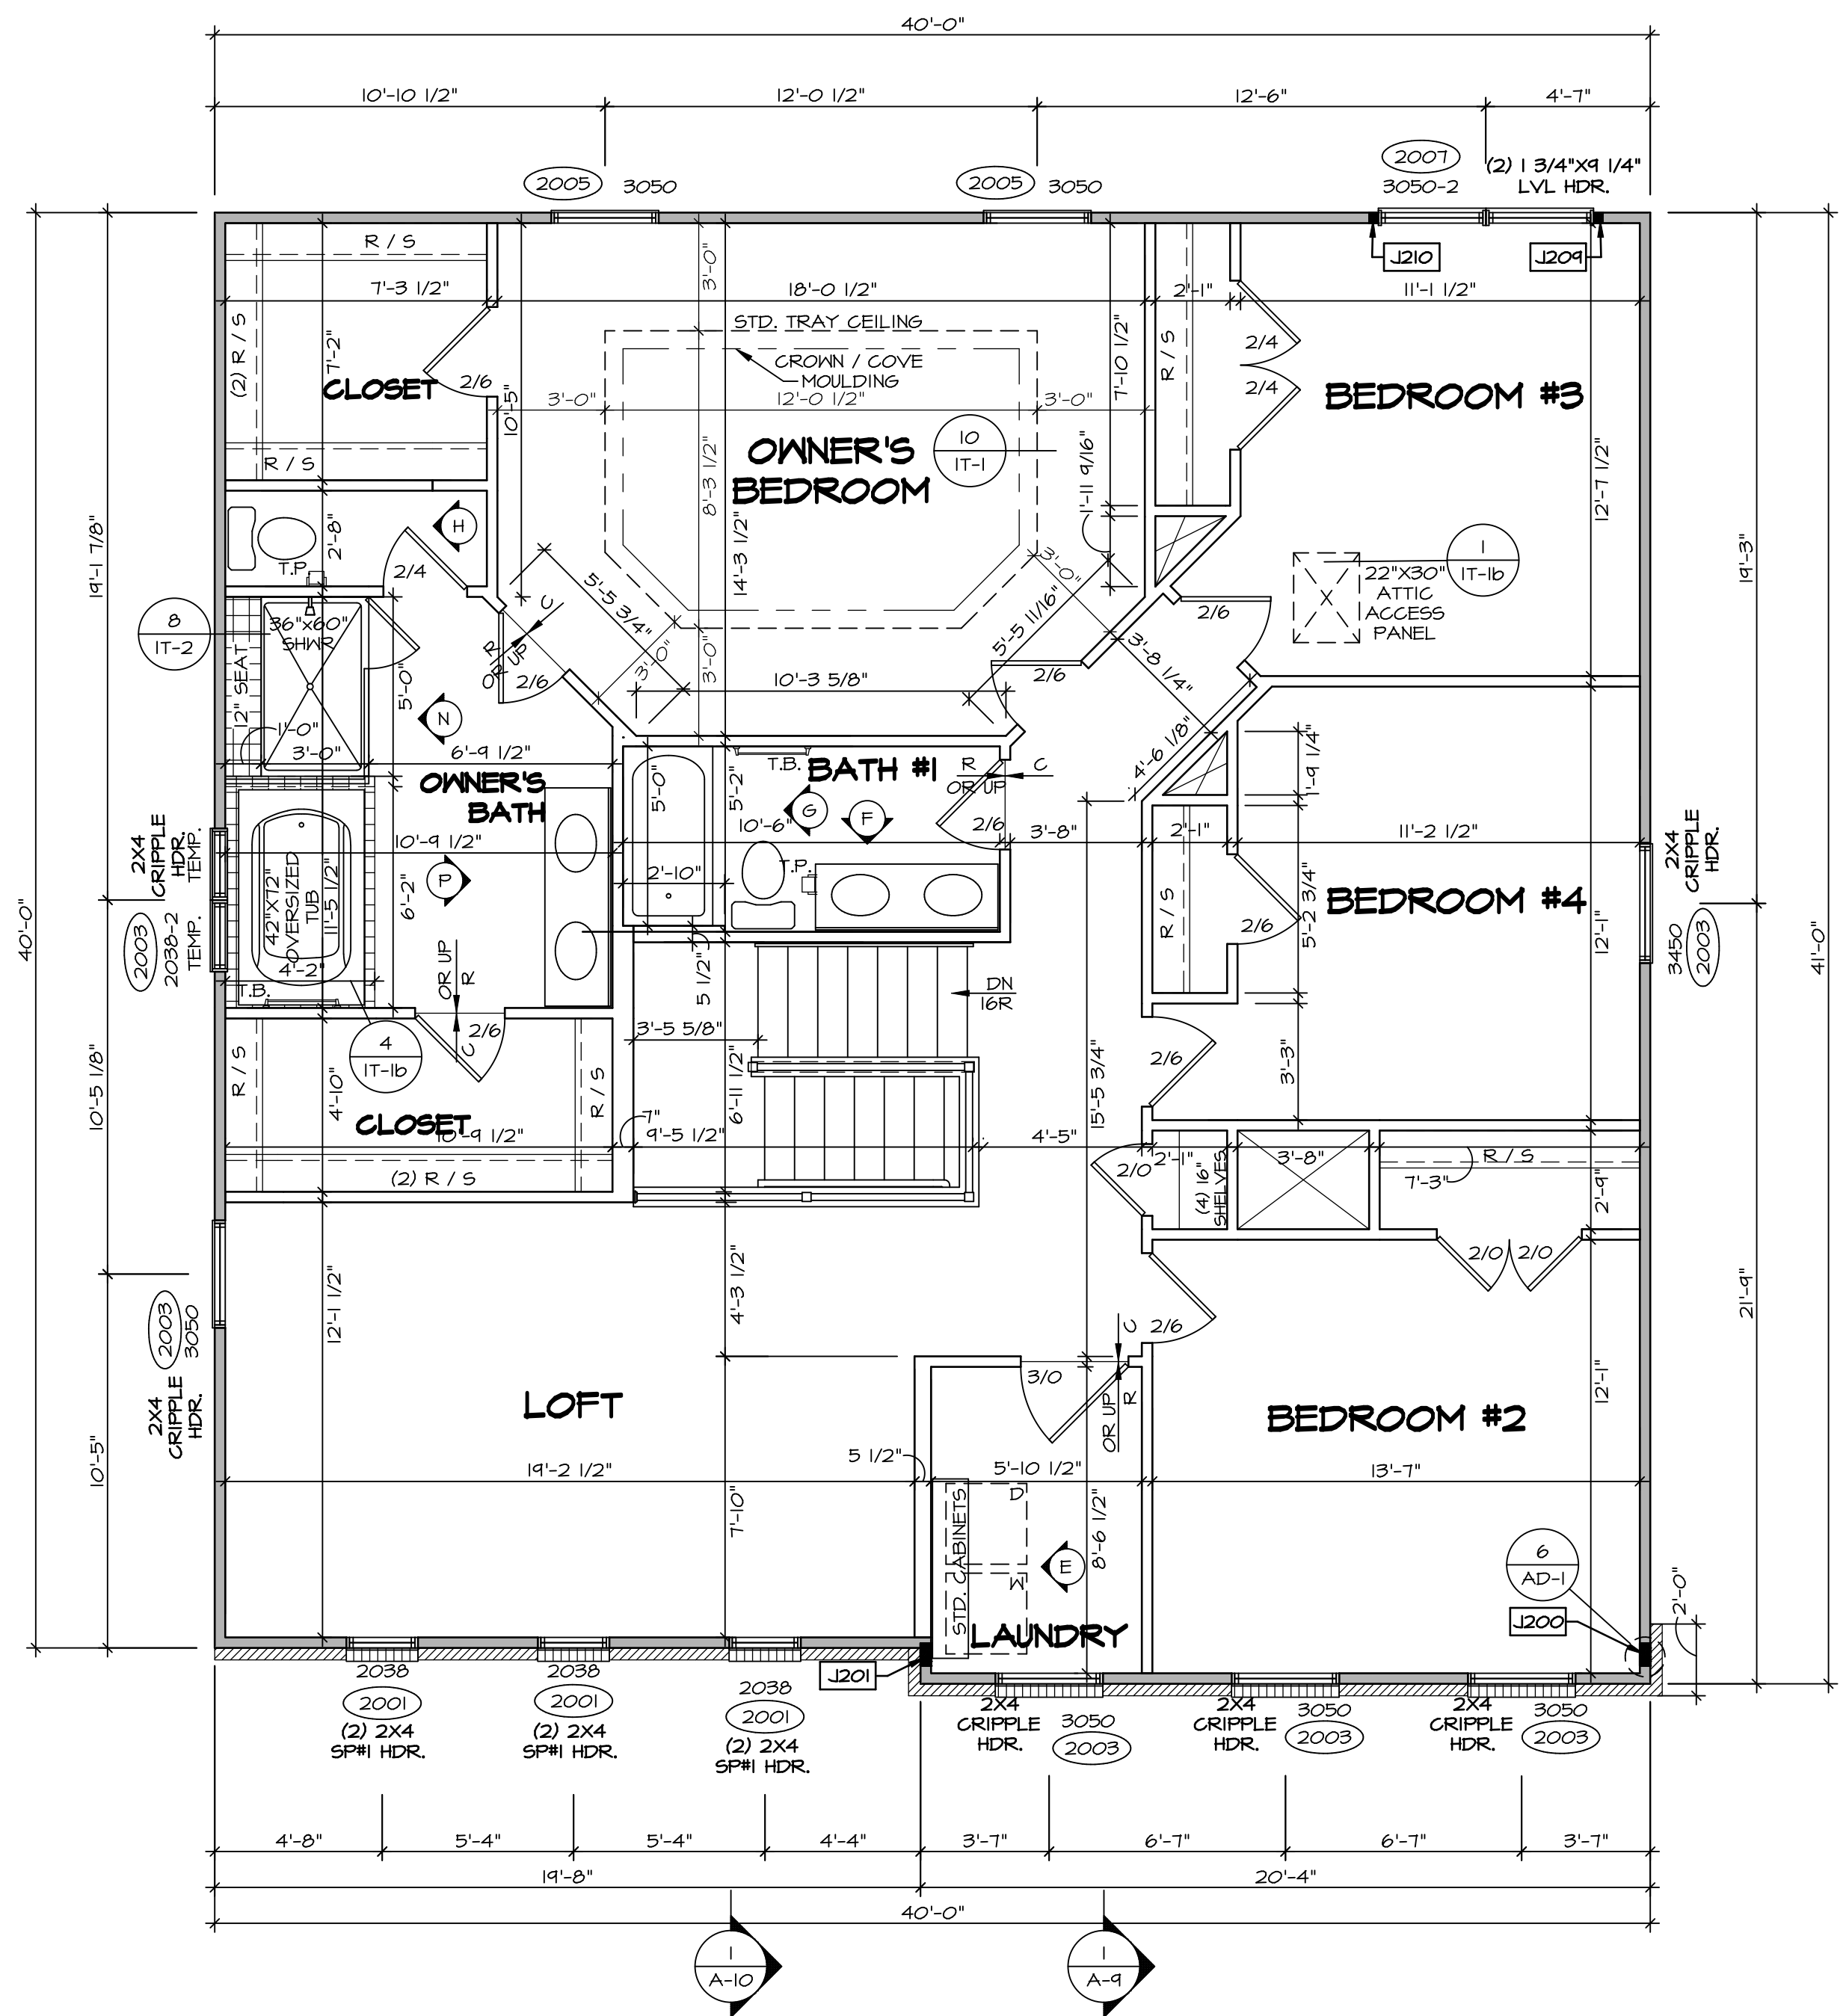 40'-0"
10'-10 1/2"
12'-0 1/2"
12'-6"
4'-7"
2005
3050
2005
3050
2007
3050-2
(2) 1 3/4"X9 1/4"
LVL HDR.
J210
J209
R / S
7'-3 1/2"
18'-0 1/2"
2'-1"
11'-1 1/2"
3'-0"
(2) R / S
7'-2"
CLOSET
2/6
10'-5"
R / S
STD. TRAY CEILING
CROWN / COVE
MOULDING
3'-0"
12'-0 1/2"
3'-0"
7'-10 1/2"
R / S
2/4
2/4
BEDROOM #3
OWNER'S
BEDROOM
10
IT-1
8'-3 1/2"
14'-3 1/2"
1'-11 9/16"
12'-7 1/2"
19'-1 7/8"
19'-3"
2'-8"
H
T.P.
2/4
1
IT-1b
22"X30"
ATTIC
ACCESS
PANEL
8
IT-2
36"x60"
SHWR
12" SEAT
5'-0"
C
R
OR UP
2/6
5'-5 3/4"
3'-0"
3'-0"
3'-0"
5'-5 11/16"
3'-8 1/4"
2/6
2/6
10'-3 5/8"
N
1'-0"
3'-0"
6'-9 1/2"
4'-6 1/8"
1'-9 1/4"
OWNER'S
BATH
5'-0"
5'-2"
T.B.
BATH #1
R
C
OR UP
G
F
10'-6"
2/6
3'-8"
2'-1"
11'-2 1/2"
2X4
CRIPPLE
HDR.
TEMP.
10'-9 1/2"
42"X72"
OVERSIZED
TUB
11'-5 1/2"
6'-2"
P
2'-10"
T.P.
R / S
2/6
5'-2 3/4"
BEDROOM #4
12'-1"
2X4
CRIPPLE
HDR.
3450
2003
40'-0"
41'-0"
2003
2038-2
TEMP.
4'-2"
T.B.
OR UP
R
5 1/2"
DN
16R
3'-5 5/8"
2/6
C
4
IT-1b
R / S
4'-10"
R / S
CLOSET
10'-9 1/2"
(2) R / S
7"
9'-5 1/2"
6'-11 1/2"
15'-5 3/4"
2/6
3'-3"
10'-5 1/8"
4'-5"
2/0
2'-1"
(4) 16"
SHELVES
3'-8"
R / S
7'-3"
2'-9"
2/0
2/0
21'-9"
2003
3050
2X4
CRIPPLE
HDR.
12'-1 1/2"
4'-3 1/2"
2/6
C
3/0
OR UP
R
LOFT
BEDROOM #2
12'-1"
10'-5"
5 1/2"
19'-2 1/2"
5'-10 1/2"
13'-7"
7'-10"
STD. CABINETS
D
W
8'-6 1/2"
E
LAUNDRY
6
AD-1
J200
2'-0"
J201
2038
2001
(2) 2X4
SP#1 HDR.
2038
2001
(2) 2X4
SP#1 HDR.
2038
2001
(2) 2X4
SP#1 HDR.
2X4
CRIPPLE
HDR.
3050
2003
2X4
CRIPPLE
HDR.
3050
2003
2X4
CRIPPLE
HDR.
3050
2003
4'-8"
5'-4"
5'-4"
4'-4"
3'-7"
6'-7"
6'-7"
3'-7"
19'-8"
20'-4"
40'-0"
1
A-10
1
A-9